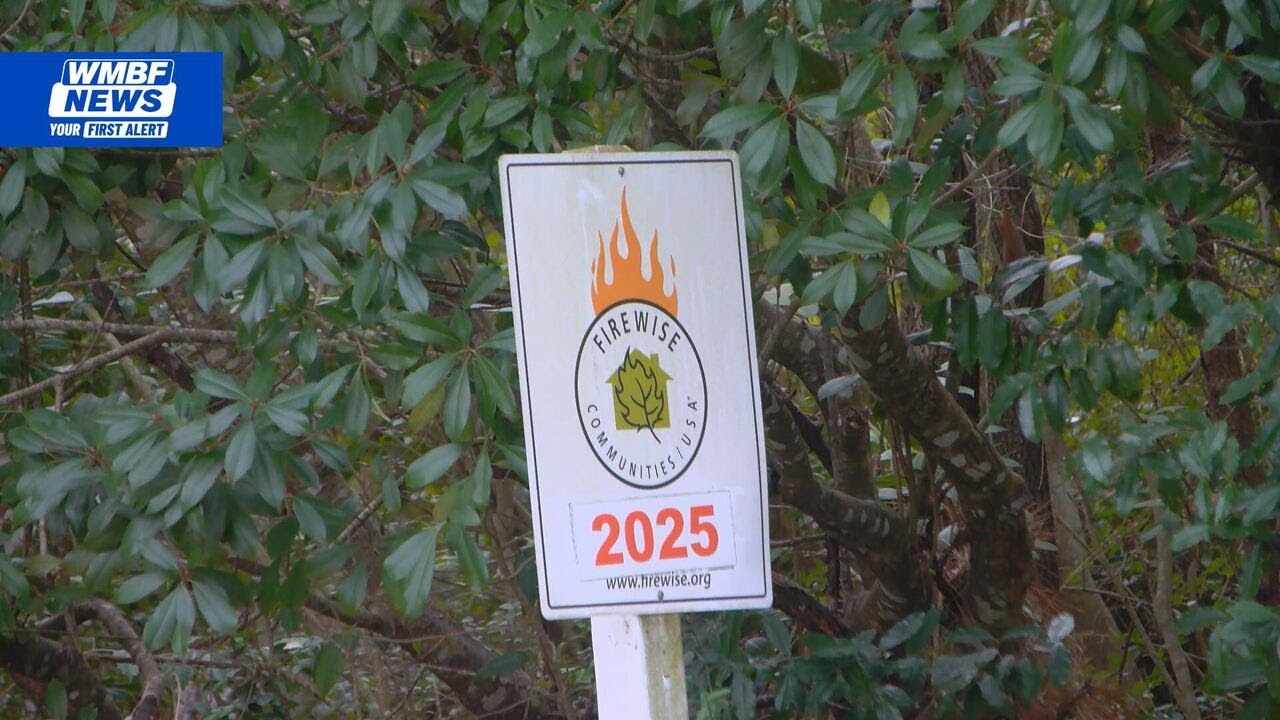 WMBF
NEWS
YOUR FIRST ALERT
FIREWISE
COMMUNITIES/USA
2025
www.firewise.org